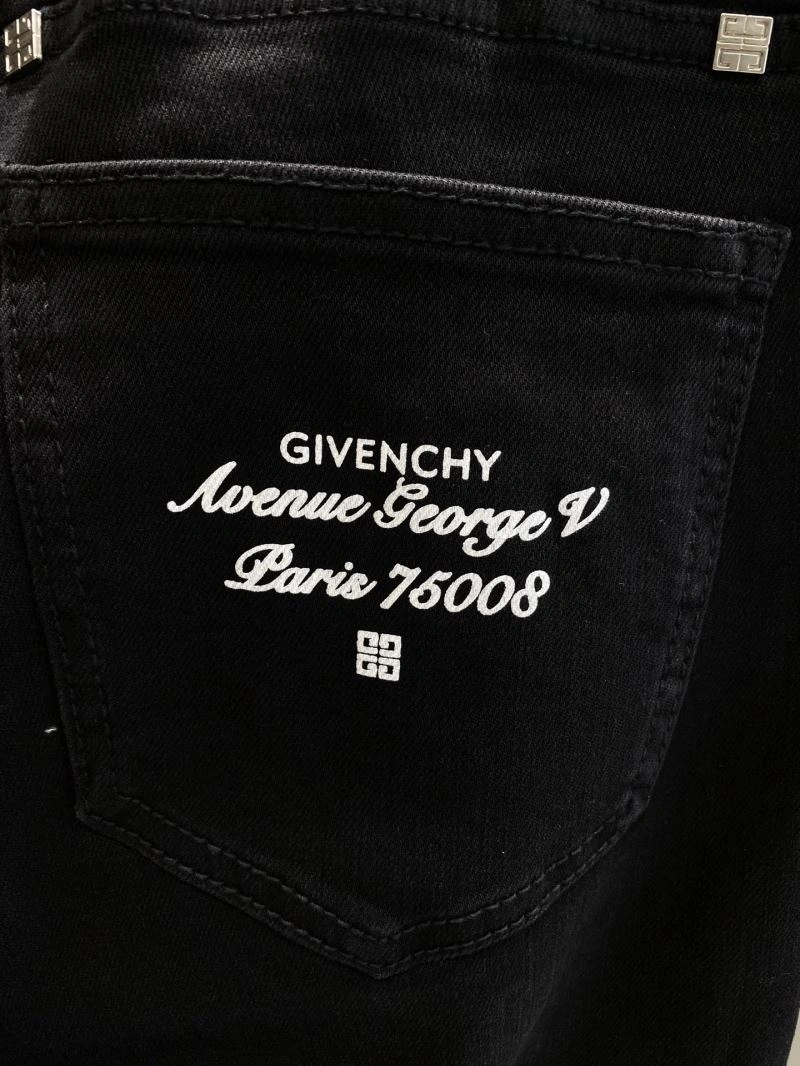 GIVENCHY
Avenue George V
Paris 75008